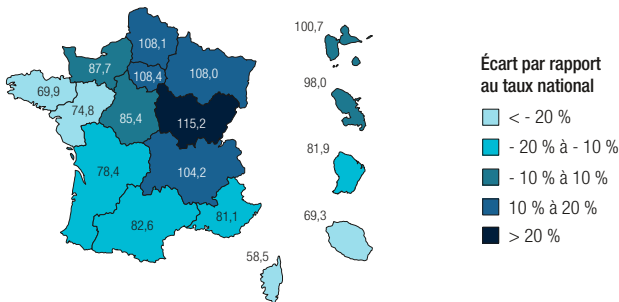 108,1
100,7
87,7
108,4
108,0
98,0
69,9
74,8
85,4
115,2
81,9
78,4
104,2
82,6
81,1
69,3
58,5
Écart par rapport
au taux national
< - 20 %
- 20 % à - 10 %
- 10 % à 10 %
10 % à 20 %
> 20 %